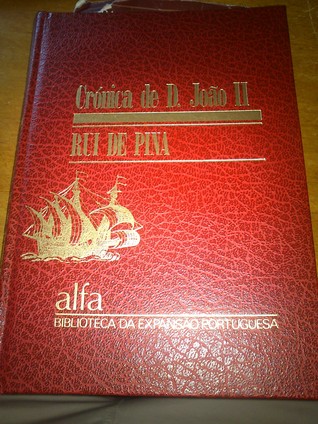 Crónica de D. João II
RUI DE PINA
alfa
BIBLIOTECA DA EXPANSÃO PORTUGUESA